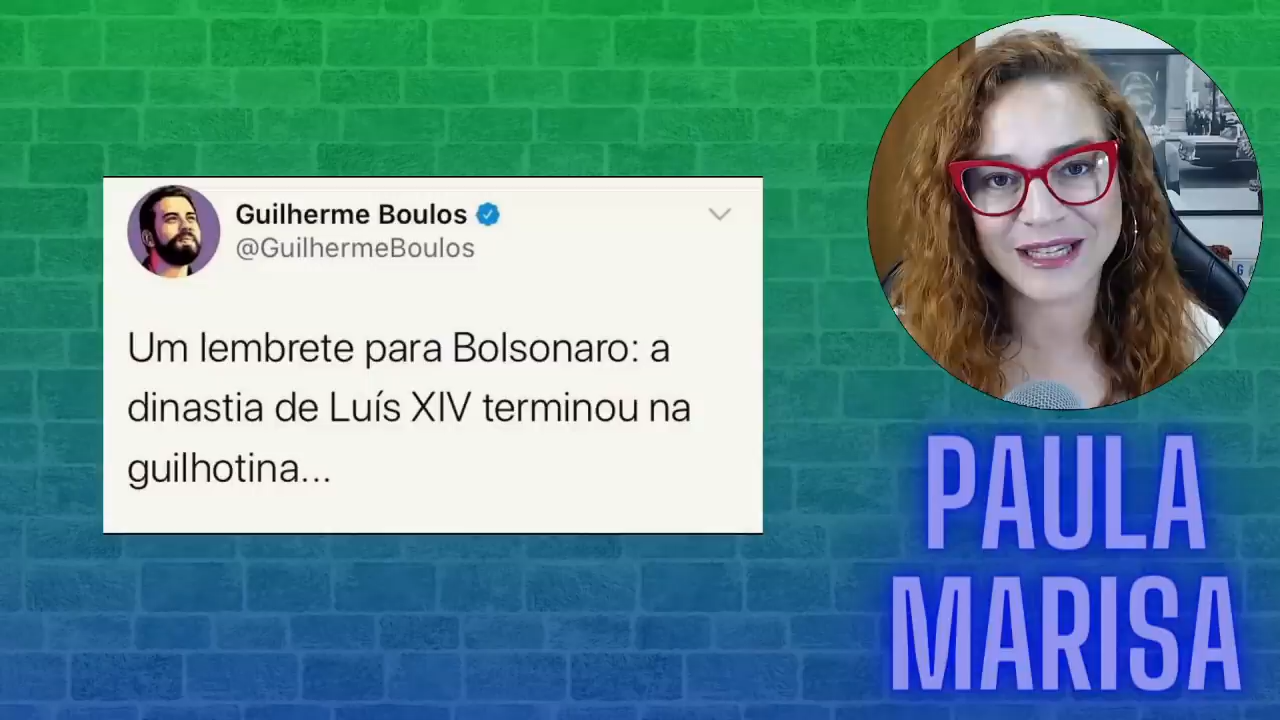 Guilherme Boulos
@GuilhermeBoulos
Um lembrete para Bolsonaro: a
dinastia de Luís XIV terminou na
guilhotina...
PAULA
MARISA